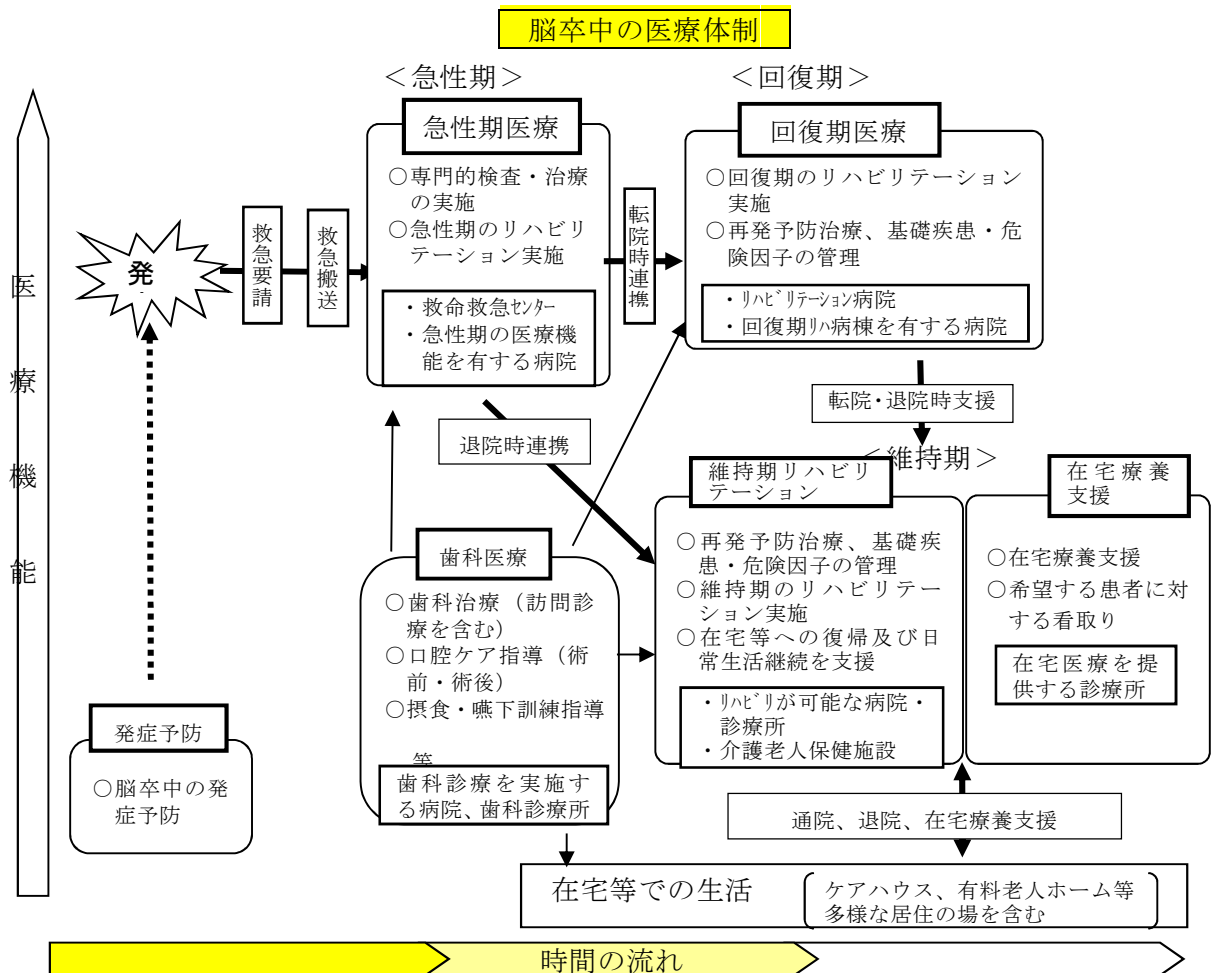 脳卒中の医療体制
＜急性期＞
＜回復期＞
医療機能
発
救急要請
救急搬送
急性期医療
○専門的検査・治療
の実施
○急性期のリハビリ
テーション実施
・救命救急ｾﾝﾀｰ
・急性期の医療機
能を有する病院
転院時連携
回復期医療
○回復期のリハビリテーション
実施
○再発予防治療、基礎疾患・危
険因子の管理
・ﾘﾊﾋﾞﾘﾃｰｼｮﾝ病院
・回復期ﾘﾊ病棟を有する病院
転院・退院時支援
退院時連携
＜維持期＞
維持期リハビリ
テーション
○再発予防治療、基礎疾
患・危険因子の管理
○維持期のリハビリテー
ション実施
○在宅等への復帰及び日
常生活継続を支援
・ﾘﾊﾋﾞﾘが可能な病院・
診療所
・介護老人保健施設
在宅療養
支援
○在宅療養支援
○希望する患者に対
する看取り
在宅医療を提
供する診療所
歯科医療
○歯科治療（訪問診
療を含む）
○口腔ケア指導（術
前・術後）
○摂食・嚥下訓練指導
等
歯科診療を実施す
る病院、歯科診療所
発症予防
○脳卒中の発
症予防
通院、退院、在宅療養支援
在宅等での生活
ケアハウス、有料老人ホーム等
多様な居住の場を含む
時間の流れ